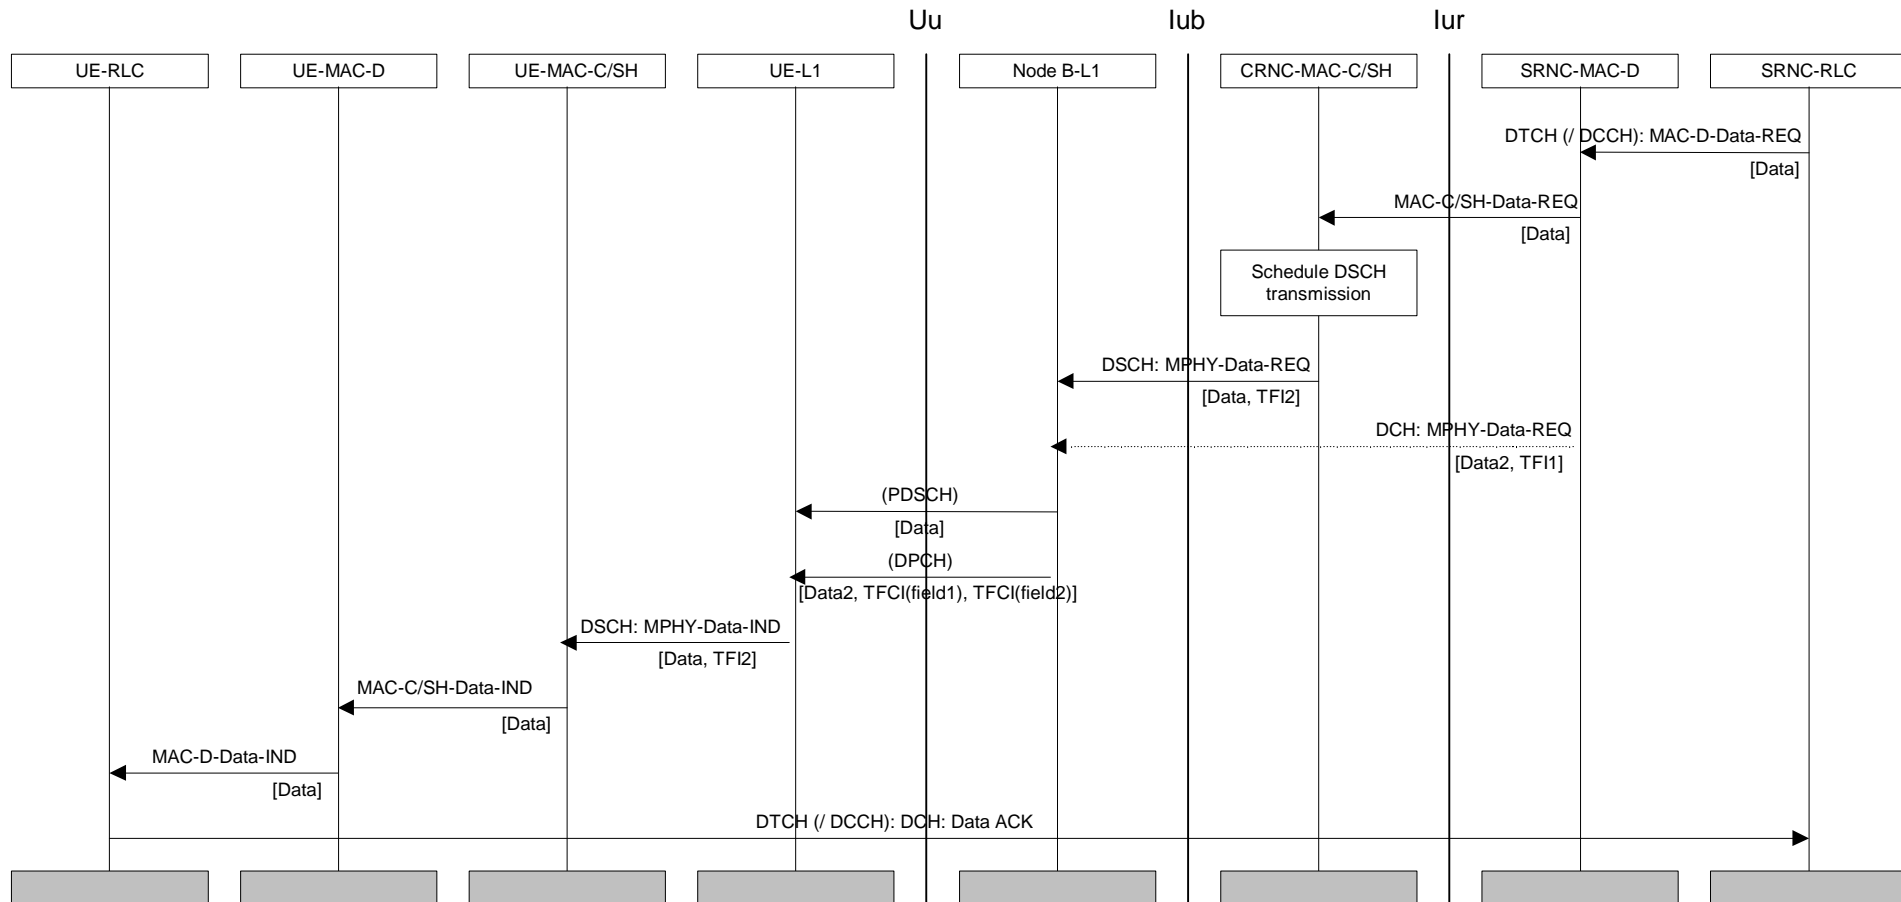 Uu
Iub
Iur
UE-RLC
UE-MAC-D
UE-MAC-C/SH
UE-L1
Node B-L1
CRNC-MAC-C/SH
SRNC-MAC-D
SRNC-RLC
DTCH (/ DCCH): MAC-D-Data-REQ
[Data]
MAC-C/SH-Data-REQ
[Data]
Schedule DSCH
transmission
DSCH: MPHY-Data-REQ
[Data, TFI2]
DCH: MPHY-Data-REQ
[Data2, TFI1]
(PDSCH)
[Data]
(DPCH)
[Data2, TFCI(field1), TFCI(field2)]
DSCH: MPHY-Data-IND
[Data, TFI2]
MAC-C/SH-Data-IND
[Data]
MAC-D-Data-IND
[Data]
DTCH (/ DCCH): DCH: Data ACK